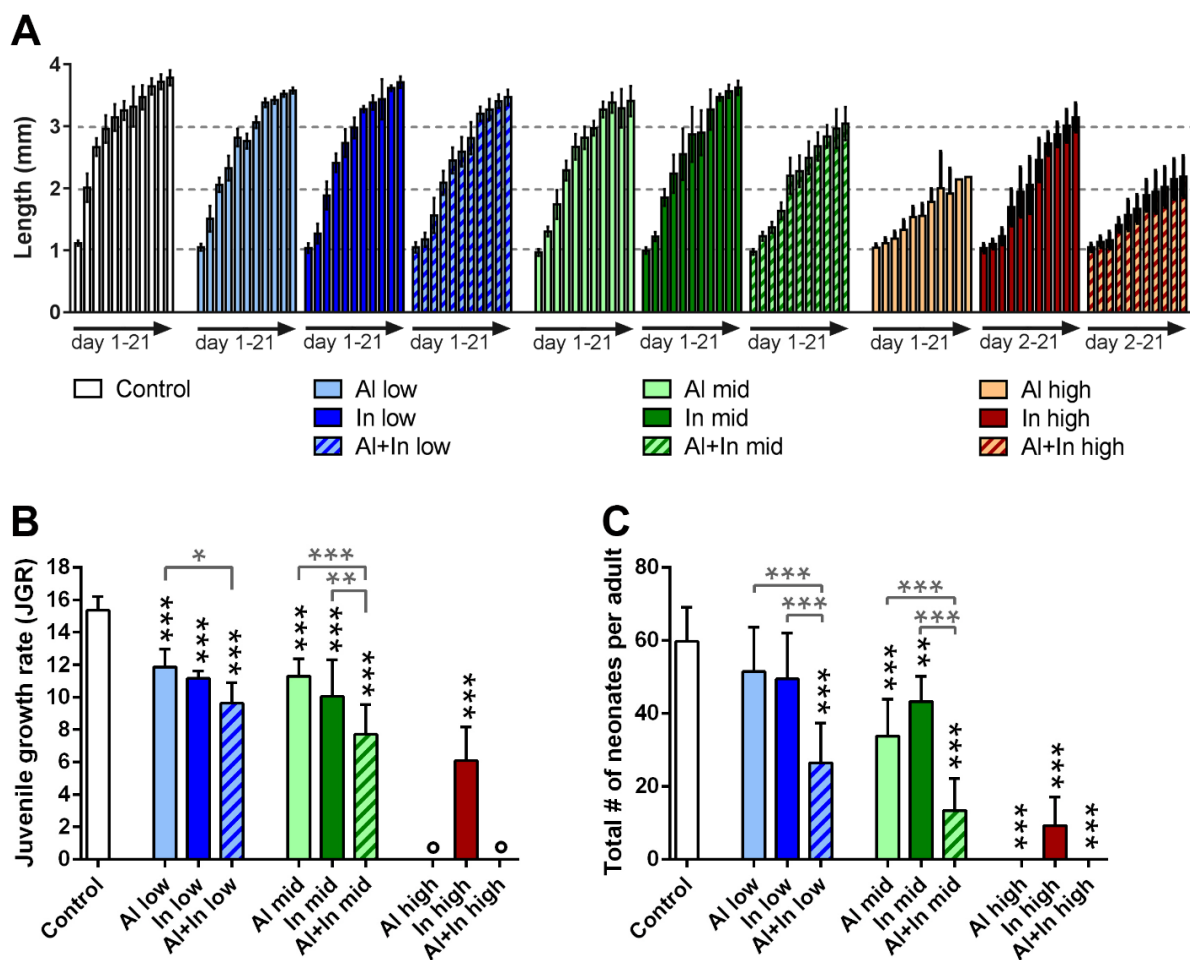 A
Length (mm)
4
3
2
1
0
day 1-21 day 1-21 day 1-21 day 1-21 day 1-21 day 1-21 day 1-21 day 1-21 day 2-21 day 2-21
Control Al low Al mid Al high
In low In mid In high
Al+In low Al+In mid Al+In high
B
Juvenile growth rate (JGR)
18
16
14
12
10
8
6
4
2
0
*** *** *** *** *** *** ***
* *** **
Control Al low In low Al+In low Al mid In mid Al+In mid Al high In high Al+In high
C
Total # of neonates per adult
80
60
40
20
0
*** *** *** ***
*** *** ** *** *** *** ***
Control Al low In low Al+In low Al mid In mid Al+In mid Al high In high Al+In high